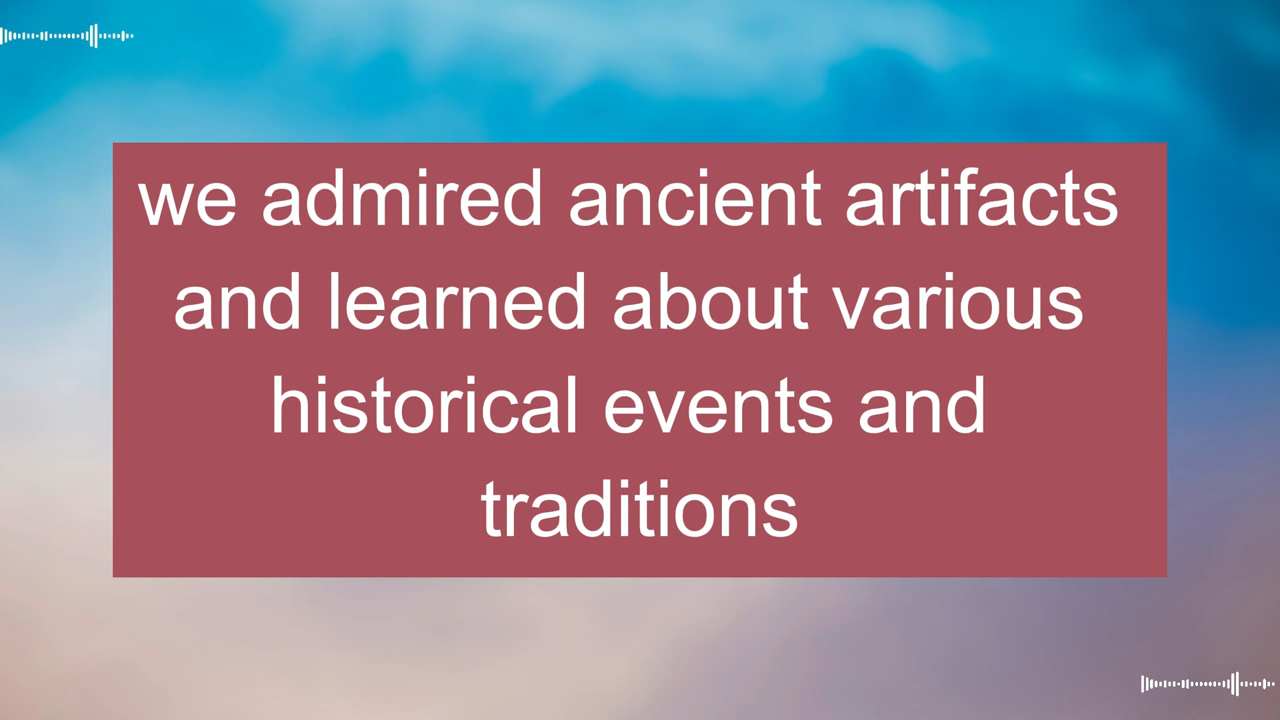 we admired ancient artifacts
and learned about various
historical events and
traditions